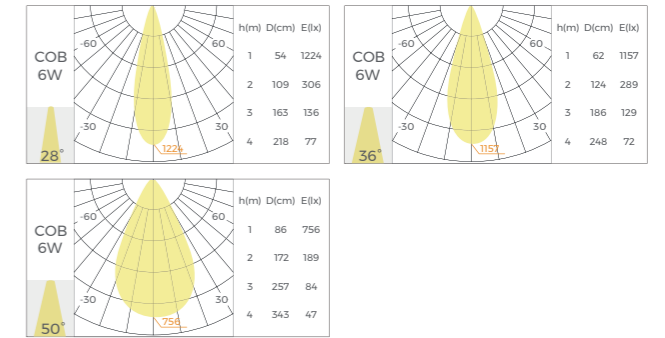 h(m) D(cm) E(lx)
-60 60
COB
6W
1 54 1224
2 109 306
3 163 136
-30 30
4 218 77
1224
28°
h(m) D(cm) E(lx)
-60 60
COB
6W
1 62 1157
2 124 289
3 186 129
-30 30
4 248 72
1157
36°
h(m) D(cm) E(lx)
-60 60
COB
6W
1 86 756
2 172 189
3 257 84
-30 30
4 343 47
756
50°